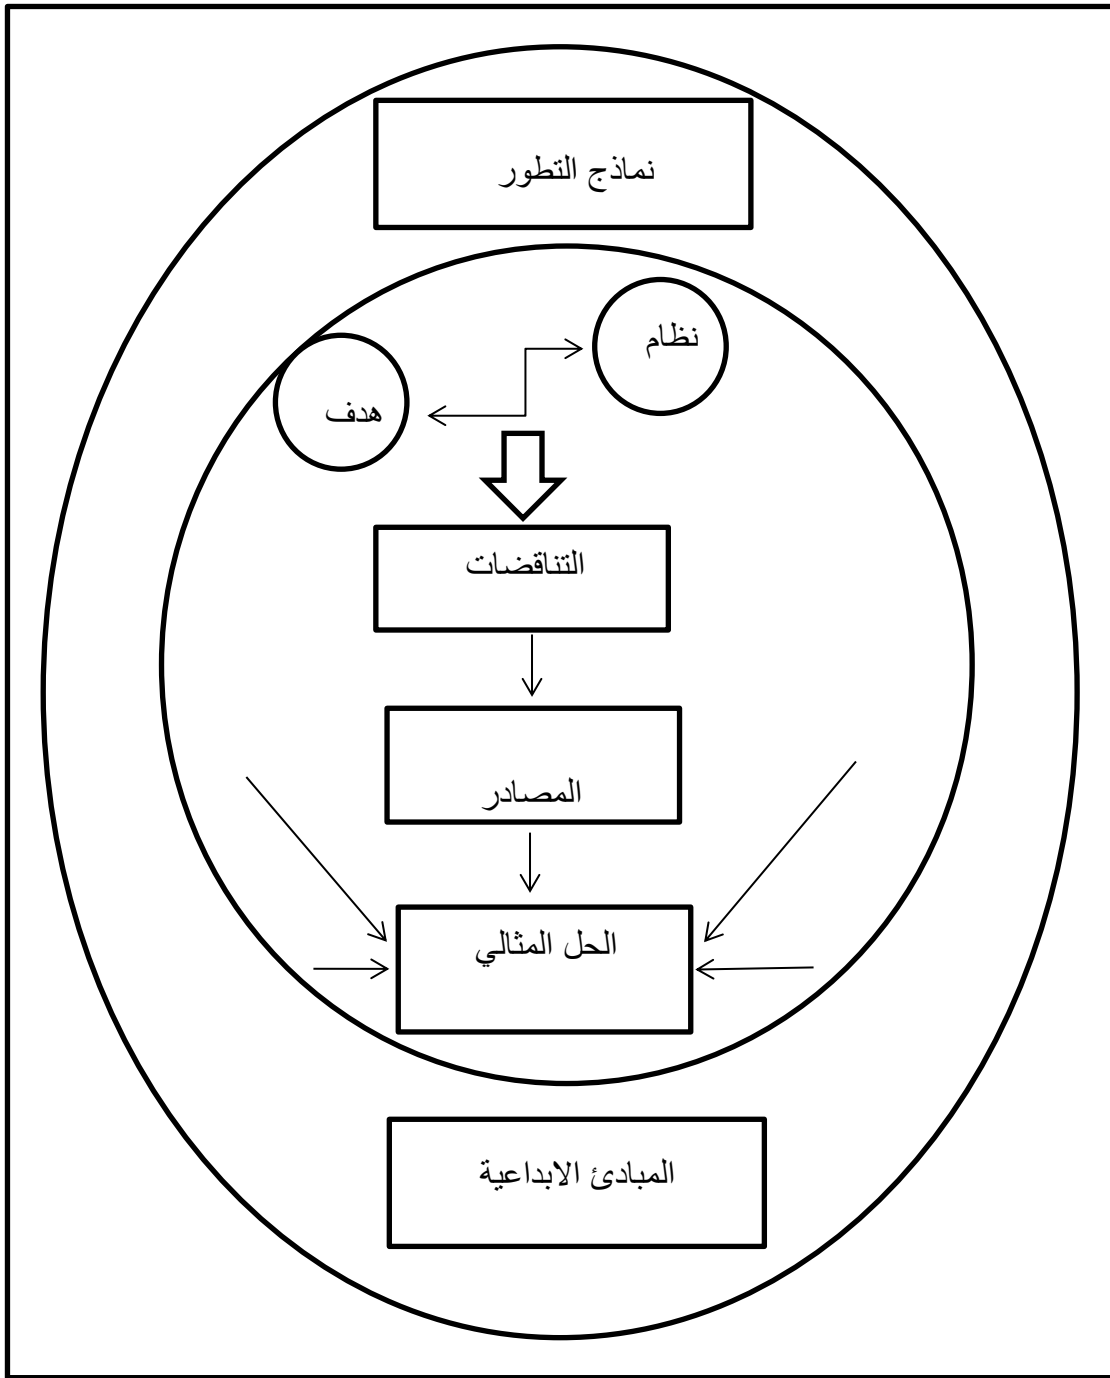 نماذج التطور
نظام
هدف
التناقضات
المصادر
الحل المثالي
المبادئ الابداعية